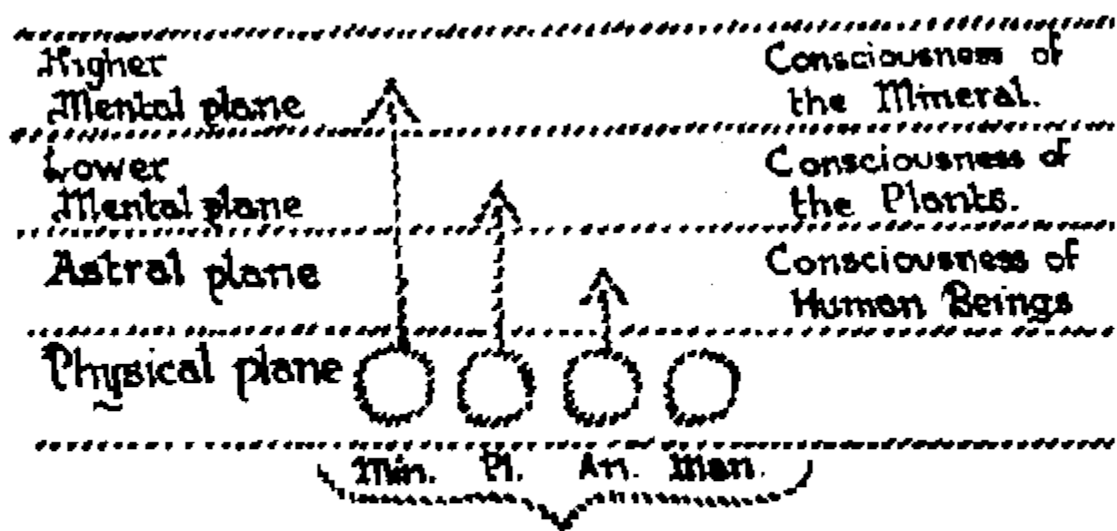 Higher
Mental plane
Consciousness of
the Mineral.
Lower
Mental plane
Consciousness of
the Plants.
Astral plane
Consciousness of
Human Beings
Physical plane
Min. Pl. An. Man.